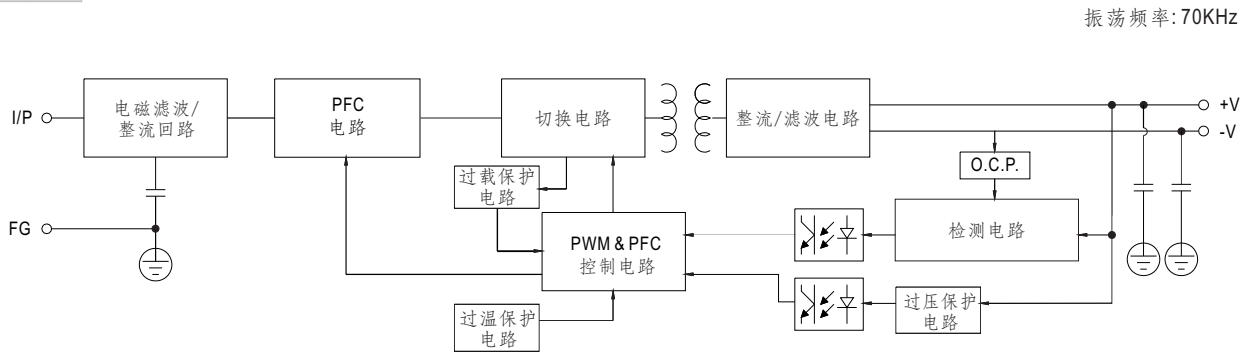 振荡频率: 70KHz
I/P
电磁滤波/
整流回路
PFC
电路
切换电路
整流/滤波电路
+V
-V
O.C.P.
过载保护
电路
FG
PWM & PFC
控制电路
检测电路
过温保护
电路
过压保护
电路